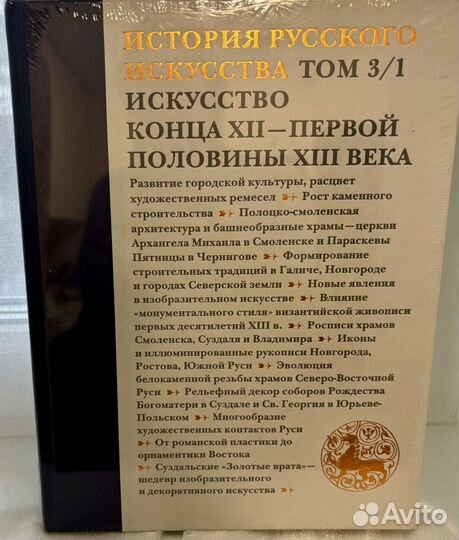 ИСТОРИЯ РУССКОГО
ИСКУССТВА ТОМ 3/1
ИСКУССТВО
КОНЦА XII—ПЕРВОЙ
ПОЛОВИНЫ XIII ВЕКА
Развитие городской культуры, расцвет
художественных ремесел Рост каменного
строительства Полоцко-смоленская
архитектура и башнеобразные храмы—церкви
Архангела Михаила в Смоленске и Параскевы
Пятницы в Чернигове Формирование
строительных традиций в Галиче, Новгороде
и городах Северской земли Новые явления
в изобразительном искусстве Влияние
«монументального стиля» византийской живописи
первых десятилетий XIII в. Росписи храмов
Смоленска, Суздаля и Владимира Иконы
и иллюминированные рукописи Новгорода,
Ростова, Южной Руси Эволюция
белокаменной резьбы храмов Северо-Восточной
Руси Рельефный декор соборов Рождества
Богоматери в Суздале и Св. Георгия в Юрьеве-
Польском Многообразие
художественных контактов Руси
От романской пластики до
орнаментики Востока
Суздальские «Золотые врата»—
шедевр изобразительного
и декоративного искусства
Avito